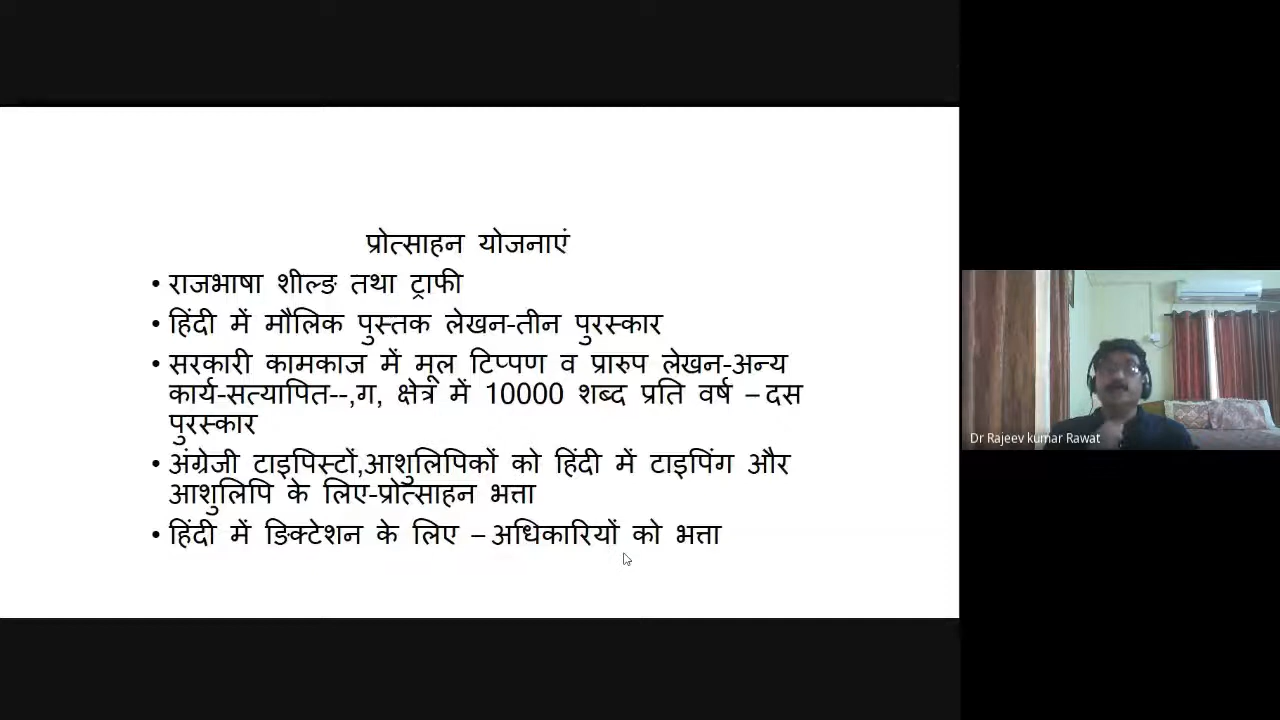 प्रोत्साहन योजनाएं
• राजभाषा शील्ङ तथा ट्राफी
• हिंदी में मौलिक पुस्तक लेखन-तीन पुरस्कार
• सरकारी कामकाज में मूल टिप्पण व प्रारुप लेखन-अन्य
कार्य-सत्यापित--,ग, क्षेत्र में 10000 शब्द प्रति वर्ष – दस
पुरस्कार
• अंग्रेजी टाइपिस्टों,आशुलिपिकों को हिंदी में टाइपिंग और
आशुलिपि के लिए-प्रोत्साहन भत्ता
• हिंदी में ङिक्टेशन के लिए – अधिकारियों को भत्ता
Dr Rajeev kumar Rawat